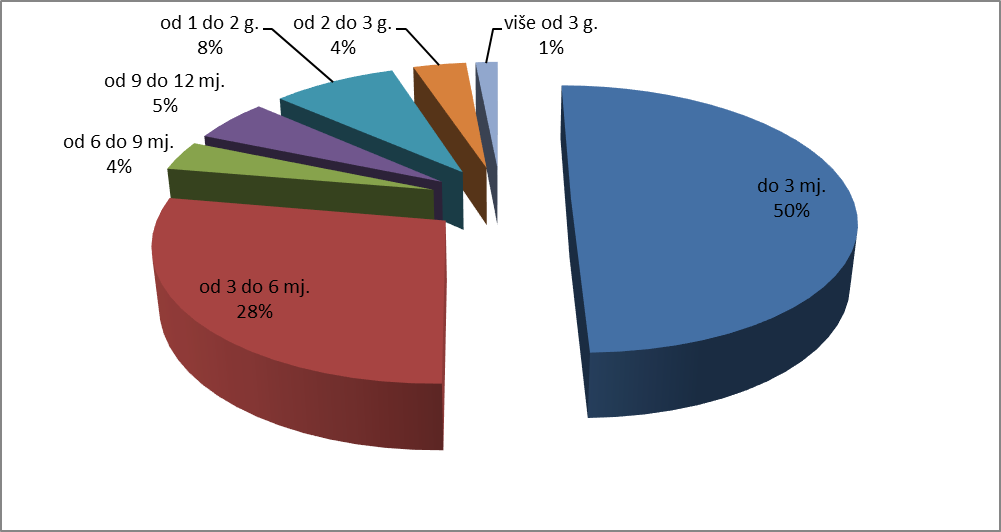 od 1 do 2 g.
8%
od 2 do 3 g.
4%
više od 3 g.
1%
od 9 do 12 mj.
5%
od 6 do 9 mj.
4%
do 3 mj.
50%
od 3 do 6 mj.
28%